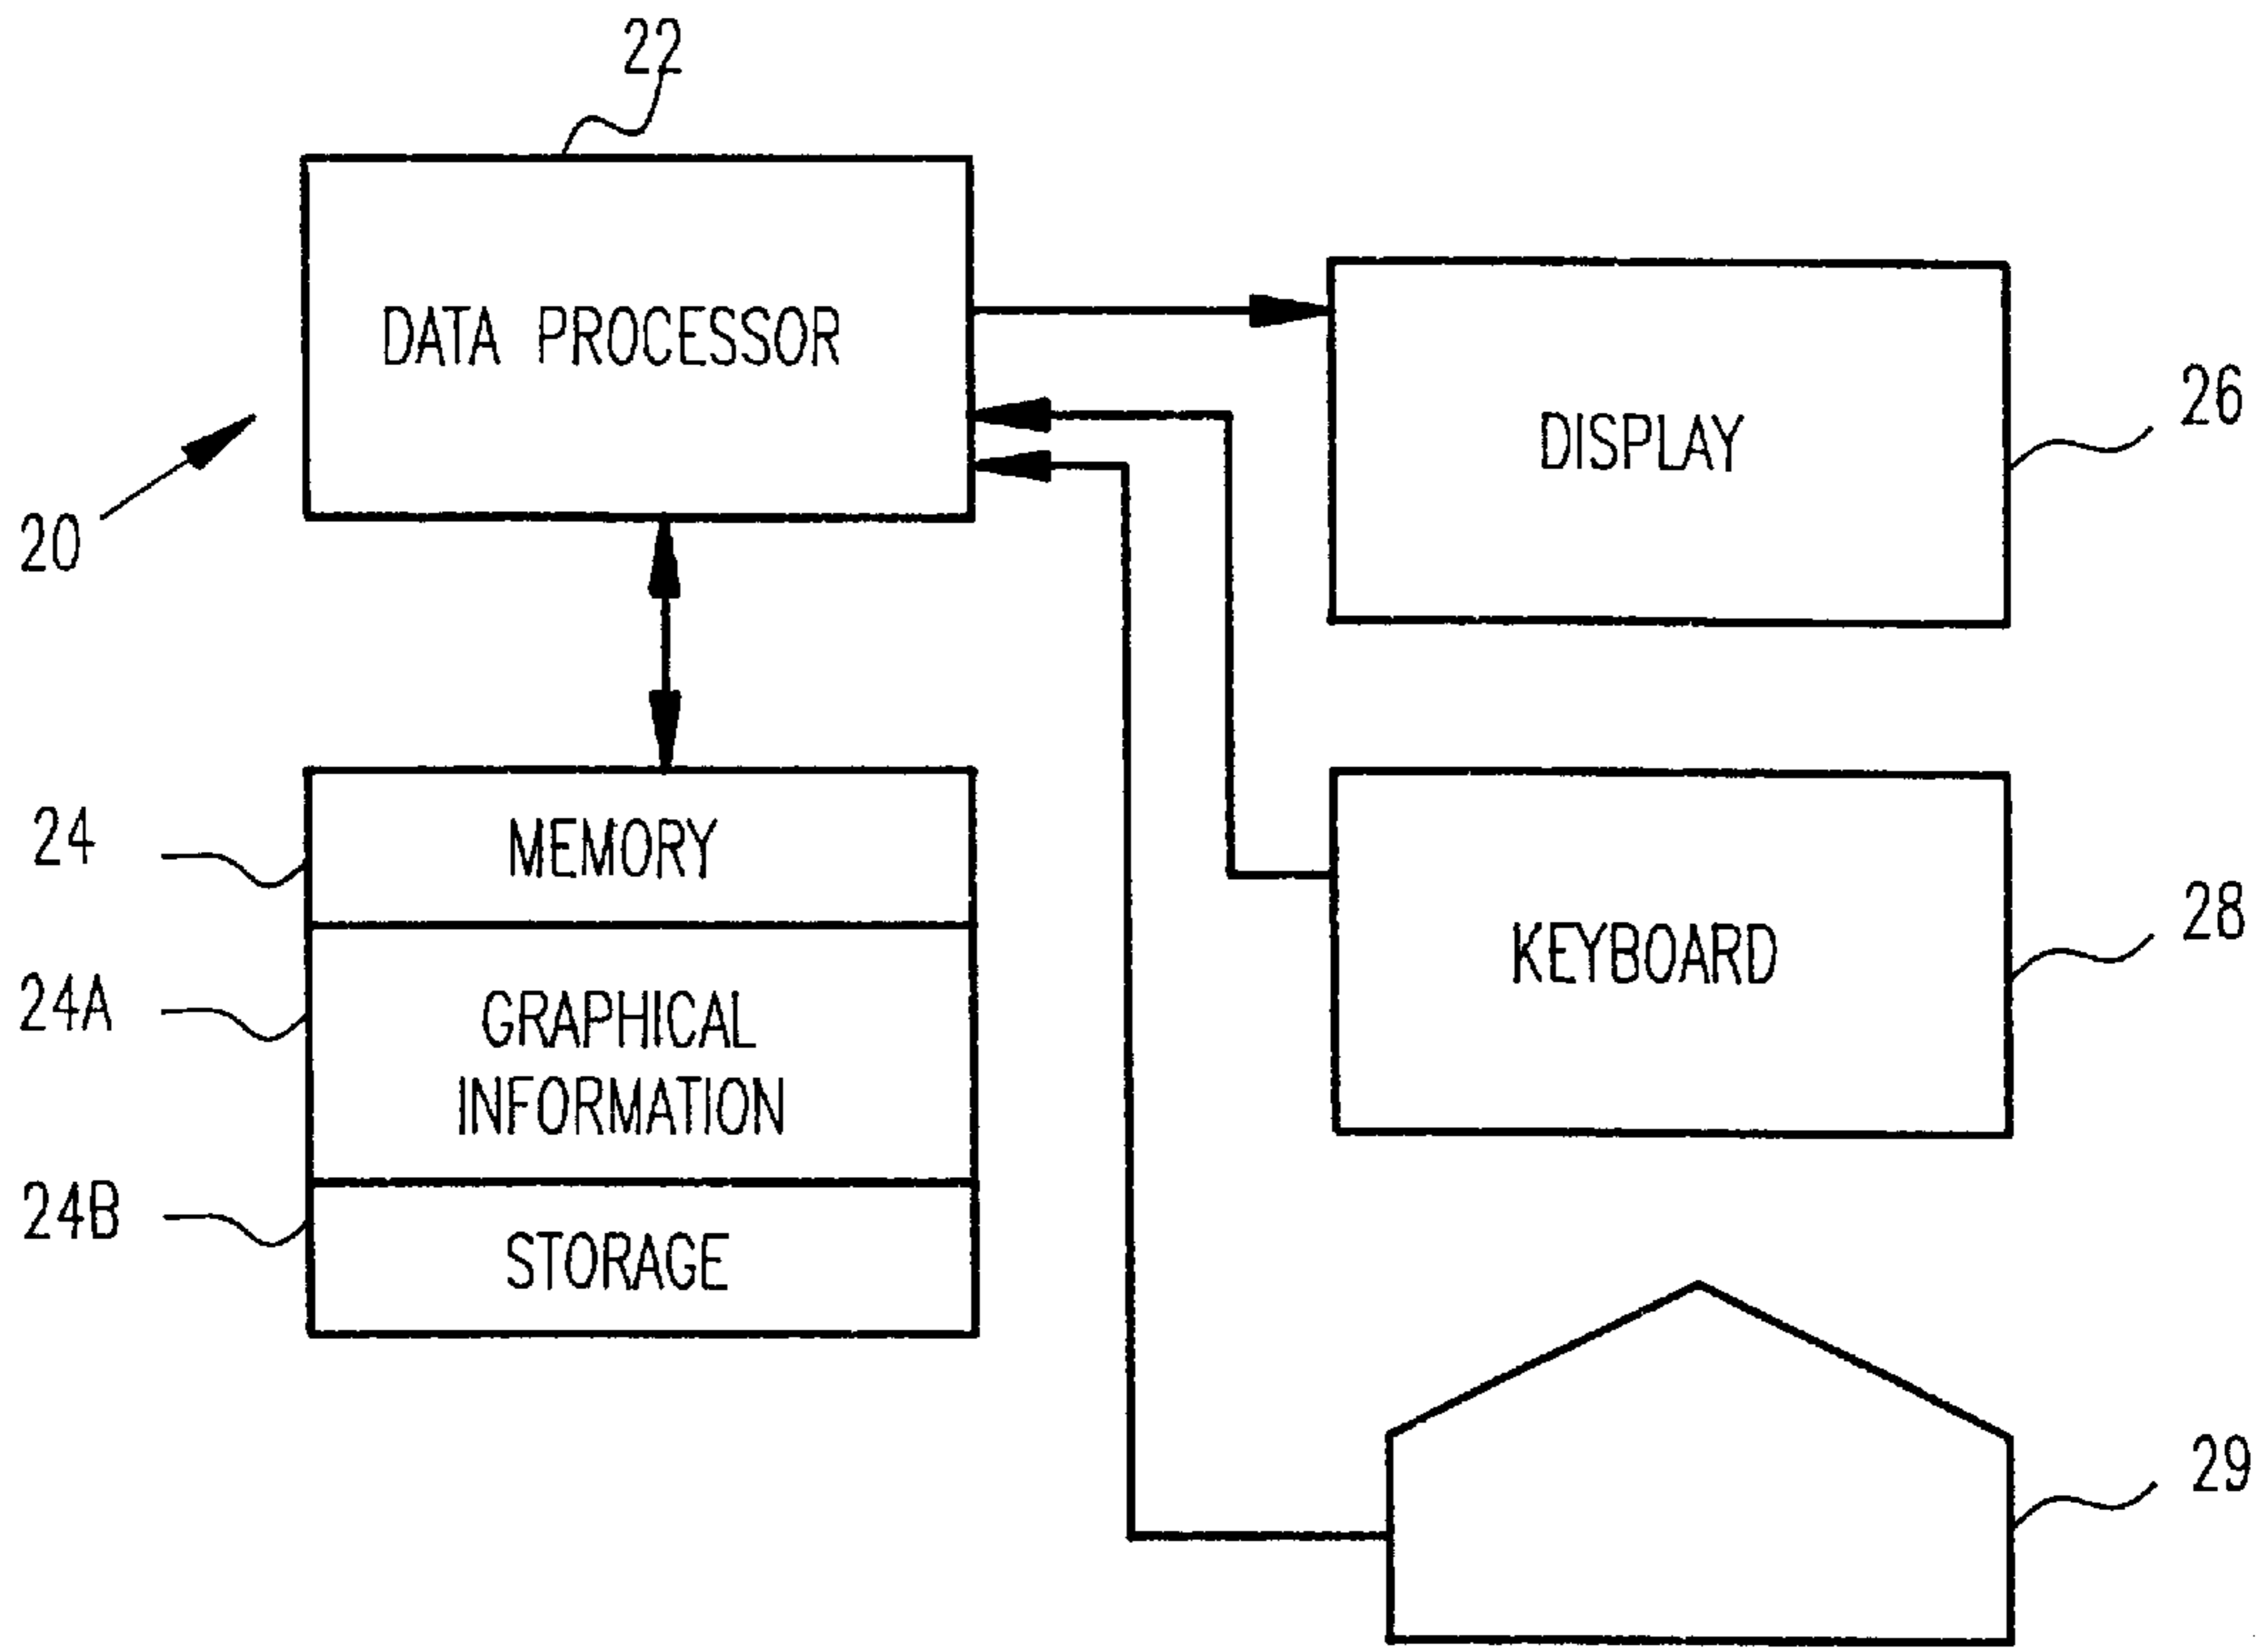 22
DATA PROCESSOR
20
DISPLAY
26
24
MEMORY
24A
GRAPHICAL
INFORMATION
24B
STORAGE
KEYBOARD
28
29